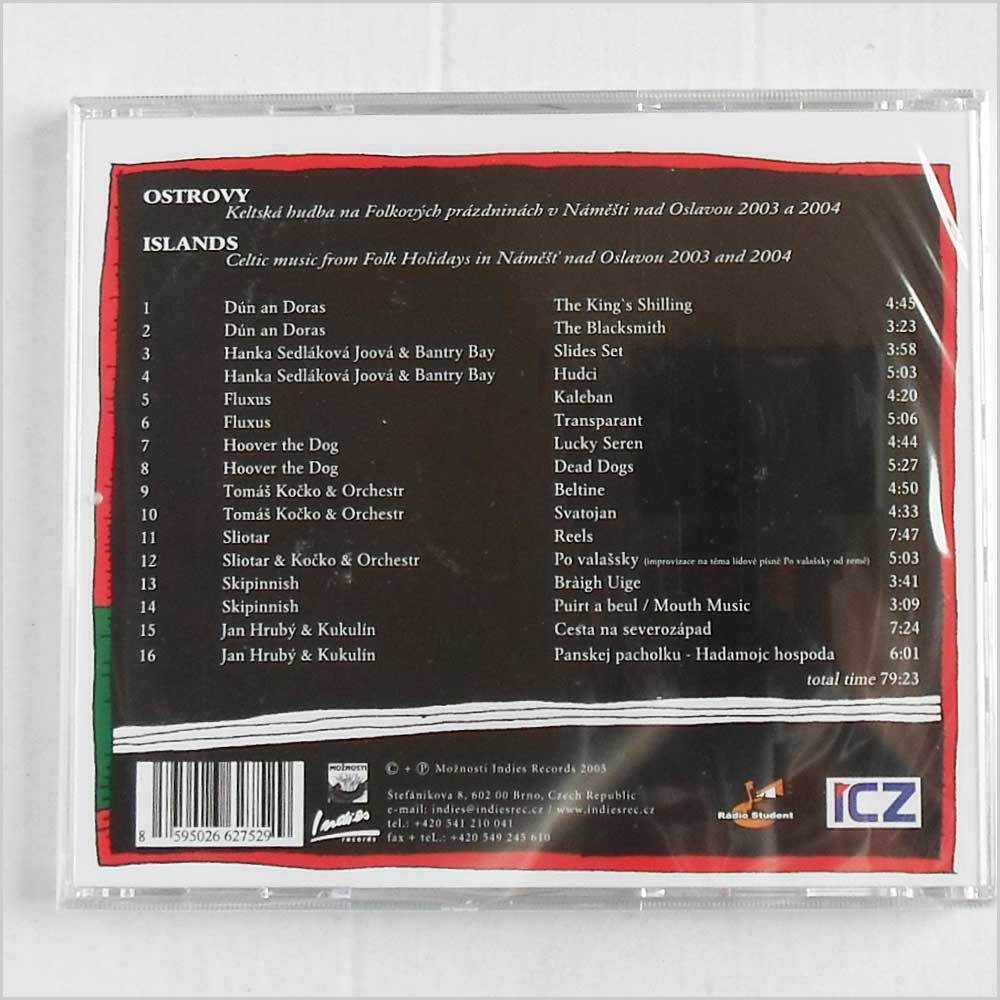 OSTROVY
Keltská hudba na Folkových prázdninách v Náměšti nad Oslavou 2003 a 2004
ISLANDS
Celtic music from Folk Holidays in Náměšť nad Oslavou 2003 and 2004
1 Dún an Doras The King`s Shilling 4:45
2 Dún an Doras The Blacksmith 3:23
3 Hanka Sedláková Joová & Bantry Bay Slides Set 3:58
4 Hanka Sedláková Joová & Bantry Bay Hudci 5:03
5 Fluxus Kaleban 4:20
6 Fluxus Transparant 5:06
7 Hoover the Dog Lucky Seren 4:44
8 Hoover the Dog Dead Dogs 5:27
9 Tomáš Kočko & Orchestr Beltine 4:50
10 Tomáš Kočko & Orchestr Svatojan 4:33
11 Sliotar Reels 7:47
12 Sliotar & Kočko & Orchestr Po valašsky (improvizace na téma lidové písně Po valašsky od země) 5:03
13 Skipinnish Bràigh Uige 3:41
14 Skipinnish Puirt a beul / Mouth Music 3:09
15 Jan Hrubý & Kukulín Cesta na severozápad 7:24
16 Jan Hrubý & Kukulín Panskej pacholku - Hadamojc hospoda 6:01
total time 79:23
8 595026 627529
MOŽNOSTI
Indies
records
© + ℗ Možnosti Indies Records 2005
Štefánikova 8, 602 00 Brno, Czech Republic
e-mail: indies@indiesrec.cz / www.indiesrec.cz
tel.: +420 541 210 041
fax + tel.: +420 549 245 610
Rádio Student
ICZ